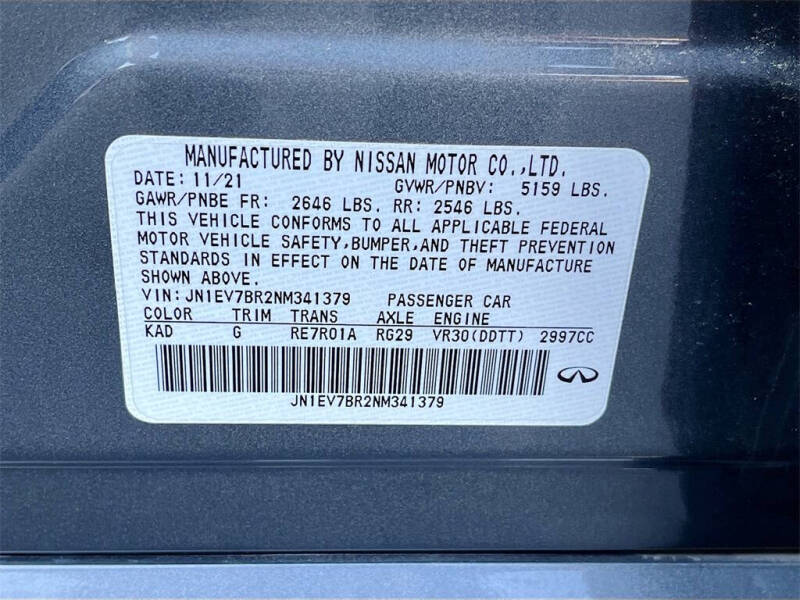 MANUFACTURED BY NISSAN MOTOR CO.,LTD.
DATE: 11/21 GVWR/PNBV: 5159 LBS.
GAWR/PNBE FR: 2646 LBS. RR: 2546 LBS.
THIS VEHICLE CONFORMS TO ALL APPLICABLE FEDERAL
MOTOR VEHICLE SAFETY,BUMPER,AND THEFT PREVENTION
STANDARDS IN EFFECT ON THE DATE OF MANUFACTURE
SHOWN ABOVE.
VIN:JN1EV7BR2NM341379 PASSENGER CAR
COLOR TRIM TRANS AXLE ENGINE
KAD G RE7R01A RG29 VR30(DDTT) 2997CC
JN1EV7BR2NM341379